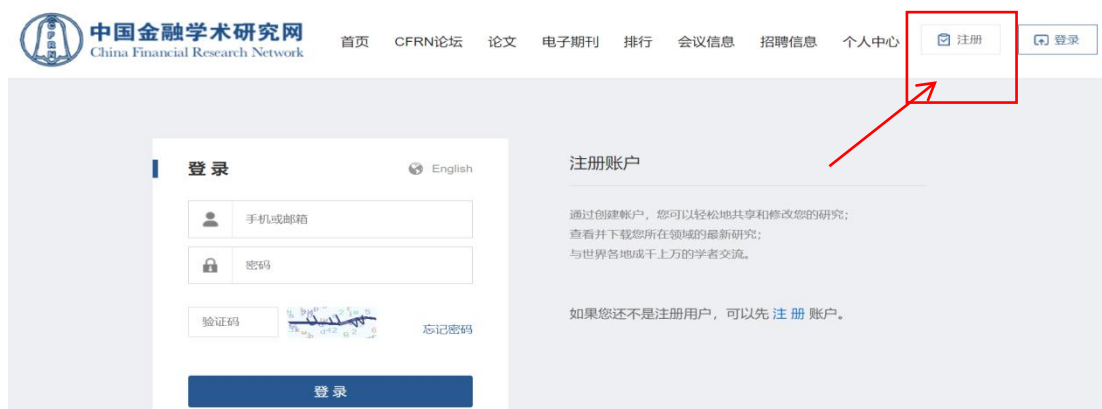 中国金融学术研究网
China Financial Research Network
首页 CFRN论坛 论文 电子期刊 排行 会议信息 招聘信息 个人中心 注册 登录
登录 English
手机或邮箱
密码
验证码 忘记密码
登录
注册账户
通过创建帐户，您可以轻松地共享和修改您的研究；
查看并下载您所在领域的最新研究；
与世界各地成千上万的学者交流。
如果您还不是注册用户，可以先 注 册 账户。